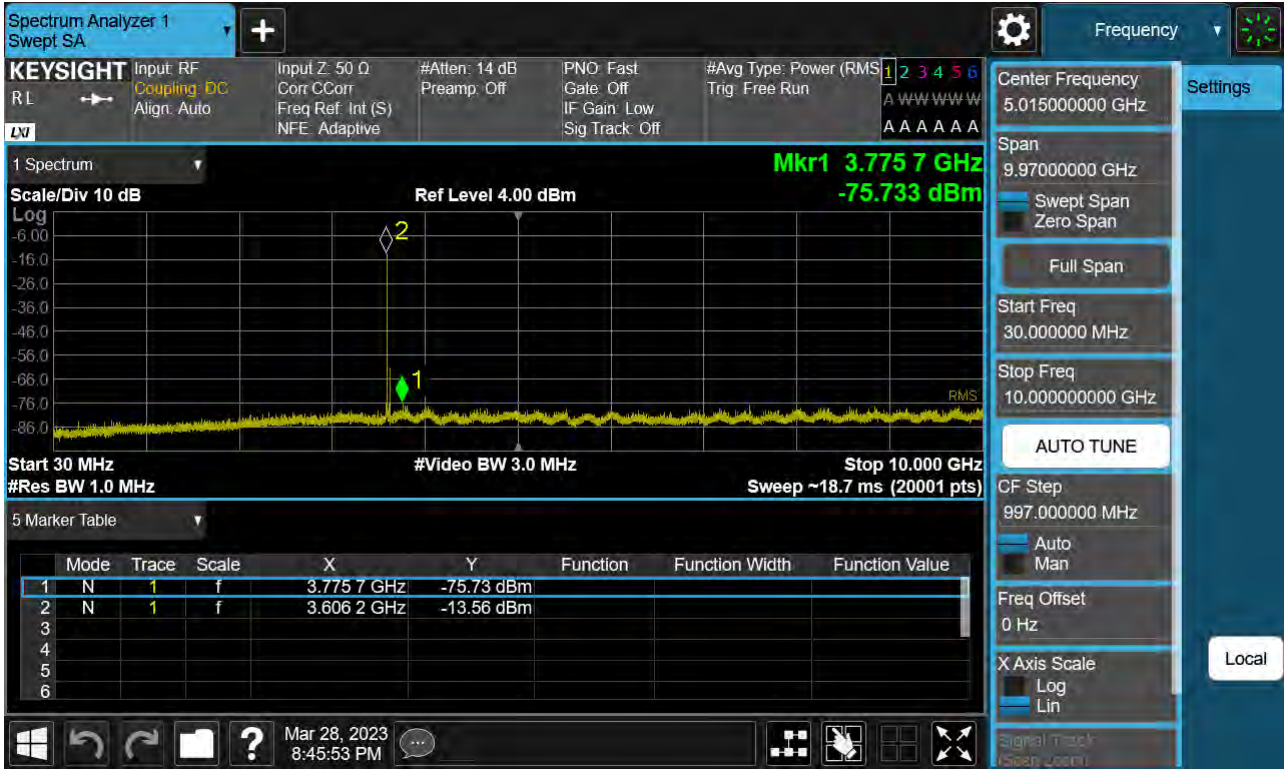 Spectrum Analyzer 1
Swept SA
+
Frequency
KEYSIGHT
RL
LXI
Input: RF
Coupling: DC
Align: Auto
Input Z: 50 Ω
Corr CCorr
Freq Ref: Int (S)
NFE: Adaptive
#Atten: 14 dB
Preamp: Off
PNO: Fast
Gate: Off
IF Gain: Low
Sig Track: Off
#Avg Type: Power (RMS
Trig: Free Run
1 2 3 4 5 6
A W W W W W
A A A A A A
1 Spectrum
Mkr1 3.775 7 GHz
-75.733 dBm
Scale/Div 10 dB
Ref Level 4.00 dBm
Log
-6.00
-16.0
-26.0
-36.0
-46.0
-56.0
-66.0
-76.0
-86.0
2
1
RMS
Start 30 MHz
#Video BW 3.0 MHz
Stop 10.000 GHz
#Res BW 1.0 MHz
Sweep ~18.7 ms (20001 pts)
5 Marker Table
Mode Trace Scale X Y Function Function Width Function Value
1 N 1 f 3.775 7 GHz -75.73 dBm
2 N 1 f 3.606 2 GHz -13.56 dBm
3
4
5
6
Center Frequency
5.015000000 GHz
Span
9.97000000 GHz
Swept Span
Zero Span
Full Span
Start Freq
30.000000 MHz
Stop Freq
10.000000000 GHz
AUTO TUNE
CF Step
997.000000 MHz
Auto
Man
Freq Offset
0 Hz
X Axis Scale
Log
Lin
Signal Track
(Span Zoom)
Settings
Local
?
Mar 28, 2023
8:45:53 PM